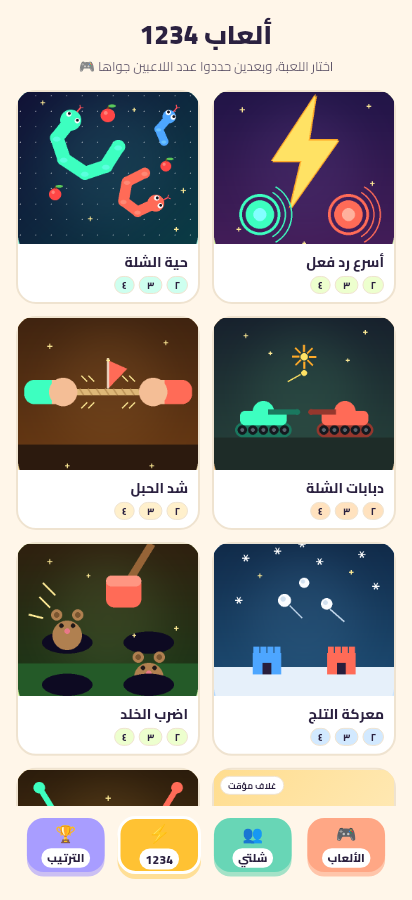 ألعاب 1234
اختار اللعبة، وبعدين حددوا عدد اللاعبين جواها 🎮
أسرع رد فعل
٢ ٣ ٤
حية الشلة
٢ ٣ ٤
دبابات الشلة
٢ ٣ ٤
شد الحبل
٢ ٣ ٤
معركة التلج
٢ ٣ ٤
اضرب الخلد
٢ ٣ ٤
غلاف مؤقت
الألعاب
شلتي
1234
الترتيب